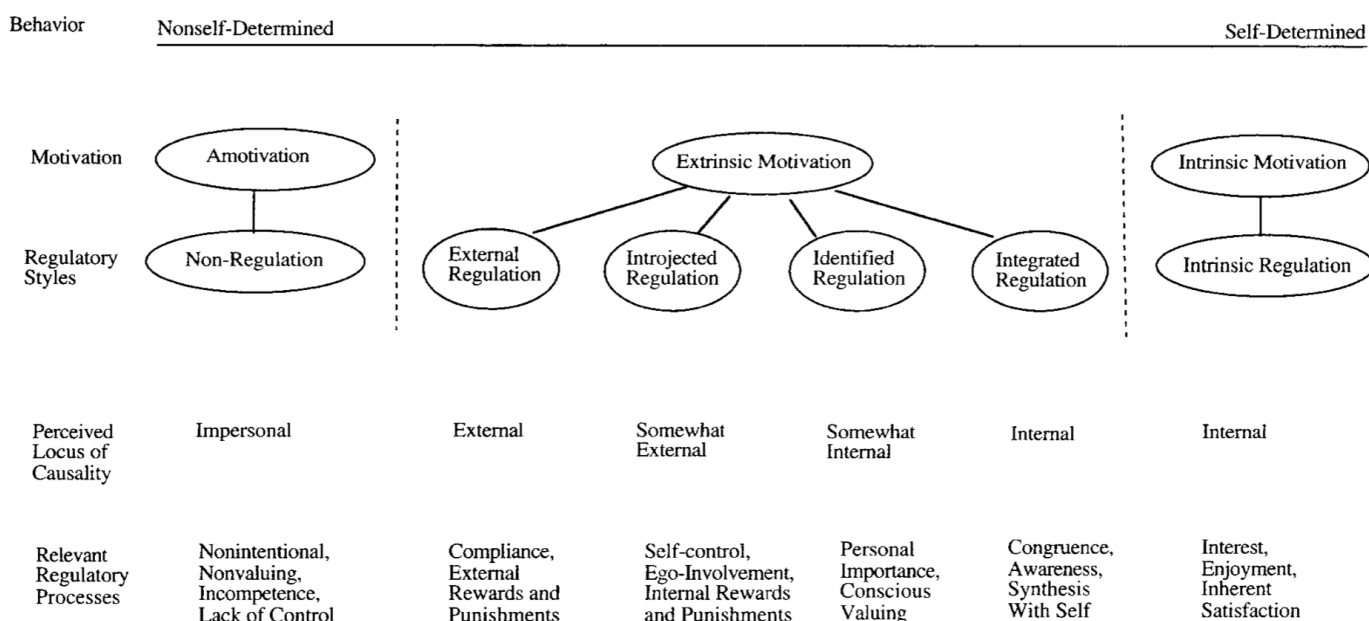 Behavior
Nonself-Determined
Self-Determined
Motivation
Amotivation
Extrinsic Motivation
Intrinsic Motivation
Regulatory
Styles
Non-Regulation
External
Regulation
Introjected
Regulation
Identified
Regulation
Integrated
Regulation
Intrinsic Regulation
Perceived
Locus of
Causality
Impersonal
External
Somewhat
External
Somewhat
Internal
Internal
Internal
Relevant
Regulatory
Processes
Nonintentional,
Nonvaluing,
Incompetence,
Lack of Control
Compliance,
External
Rewards and
Punishments
Self-control,
Ego-Involvement,
Internal Rewards
and Punishments
Personal
Importance,
Conscious
Valuing
Congruence,
Awareness,
Synthesis
With Self
Interest,
Enjoyment,
Inherent
Satisfaction